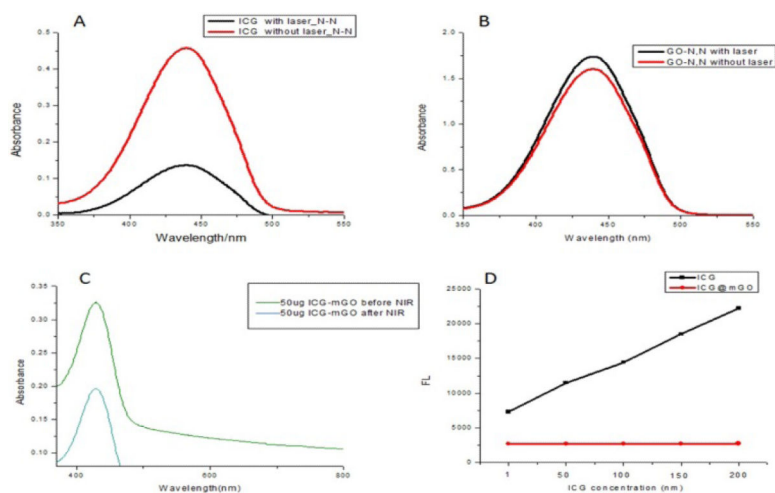 A
ICG with laser_N-N
ICG without laser_N-N
0.5
0.4
0.3
0.2
0.1
0.0
Absorbance
350
400
450
500
550
Wavelength/nm
B
GO-N,N with laser
GO-N,N without laser
2.0
1.5
1.0
0.5
0.0
Absorbance
350
400
450
500
550
Wavelength (nm)
C
50ug ICG-mGO before NIR
50ug ICG-mGO after NIR
0.35
0.30
0.25
0.20
0.15
0.10
Absorbance
400
600
800
Wavelength(nm)
D
ICG
ICG@mGO
25000
20000
15000
10000
5000
0
FL
1
50
100
150
200
ICG concentration (nm)